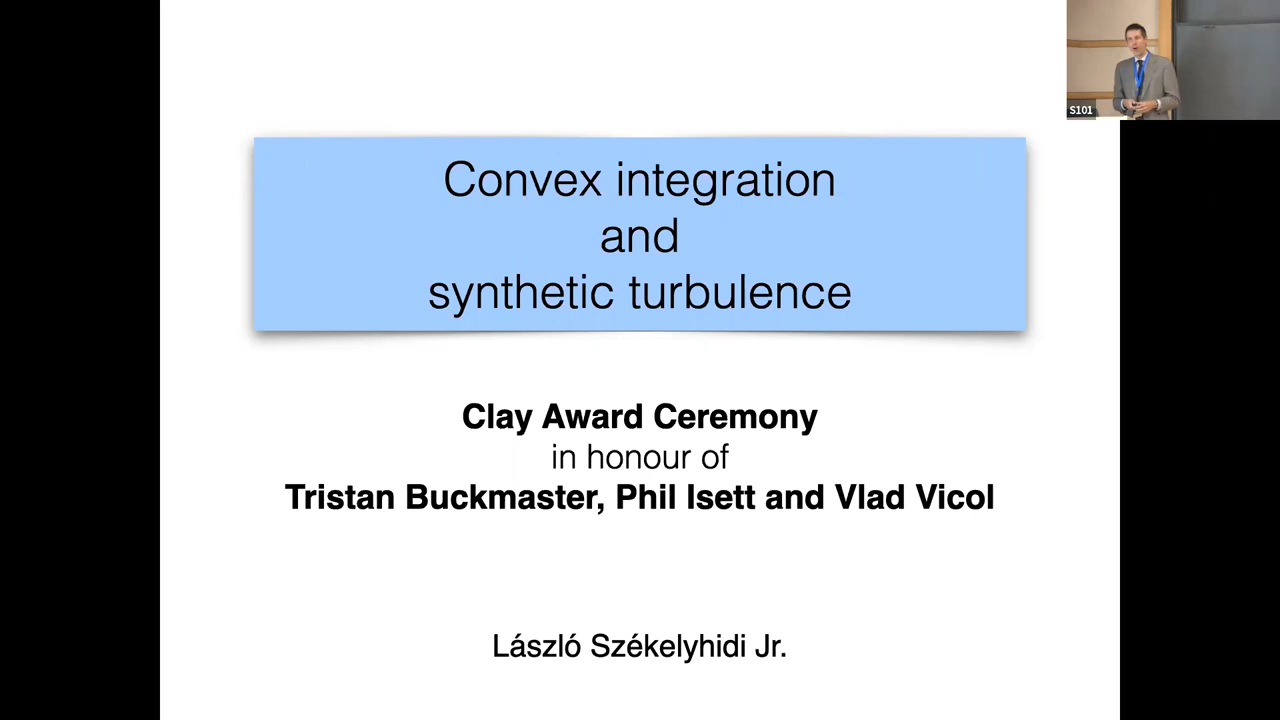 S101
Convex integration
and
synthetic turbulence
Clay Award Ceremony
in honour of
Tristan Buckmaster, Phil Isett and Vlad Vicol
László Székelyhidi Jr.